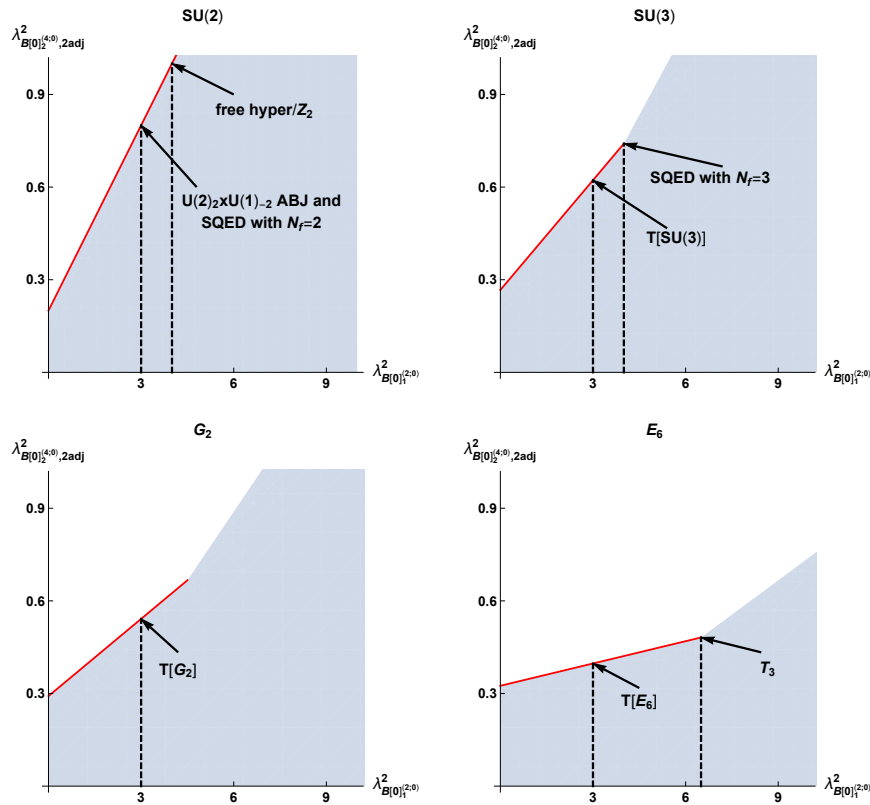 SU(2)
λ²_{B[0]_2^{(4;0)},2adj}
0.9
0.6
0.3
3
6
9
λ²_{B[0]_1^{(2;0)}}
free hyper/Z₂
U(2)₂xU(1)₋₂ ABJ and
SQED with N_f=2
SU(3)
λ²_{B[0]_2^{(4;0)},2adj}
0.9
0.6
0.3
3
6
9
λ²_{B[0]_1^{(2;0)}}
SQED with N_f=3
T[SU(3)]
G₂
λ²_{B[0]_2^{(4;0)},2adj}
0.9
0.6
0.3
3
6
9
λ²_{B[0]_1^{(2;0)}}
T[G₂]
E₆
λ²_{B[0]_2^{(4;0)},2adj}
0.9
0.6
0.3
3
6
9
λ²_{B[0]_1^{(2;0)}}
T₃
T[E₆]